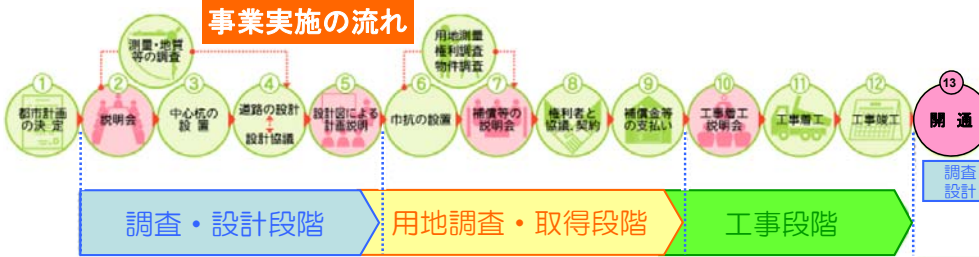 事業実施の流れ
測量・地質
等の調査
用地測量
権利調査
物件調査
①
都市計画
の決定
②
説明会
③
中心杭の
設置
④
道路の設計
設計協議
⑤
設計図による
計画説明
⑥
巾杭の設置
⑦
補償等の
説明会
⑧
権利者と
協議、契約
⑨
補償金等
の支払い
⑩
工事着工
説明会
⑪
工事着工
⑫
工事竣工
⑬
開通
調査・設計段階
用地調査・取得段階
工事段階
調査
設計